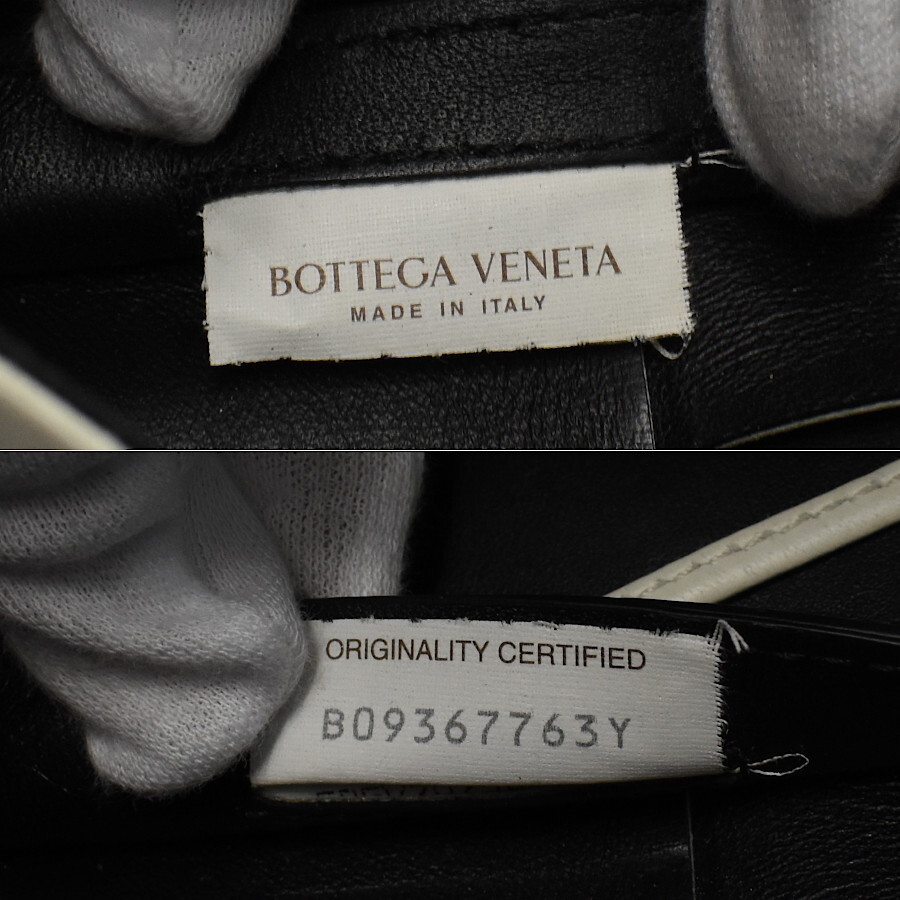 BOTTEGA VENETA
MADE IN ITALY
ORIGINALITY CERTIFIED
B09367763Y